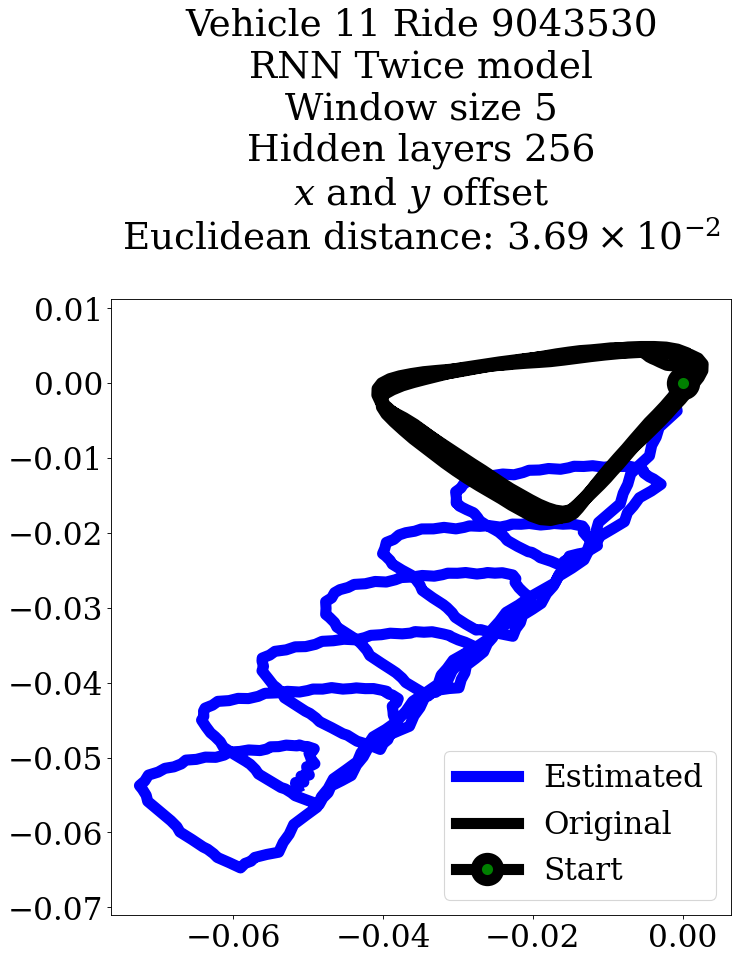 Vehicle 11 Ride 9043530
RNN Twice model
Window size 5
Hidden layers 256
x and y offset
Euclidean distance: 3.69 × 10⁻²
0.01
0.00
−0.01
−0.02
−0.03
−0.04
−0.05
−0.06
−0.07
Estimated
Original
Start
−0.06 −0.04 −0.02 0.00